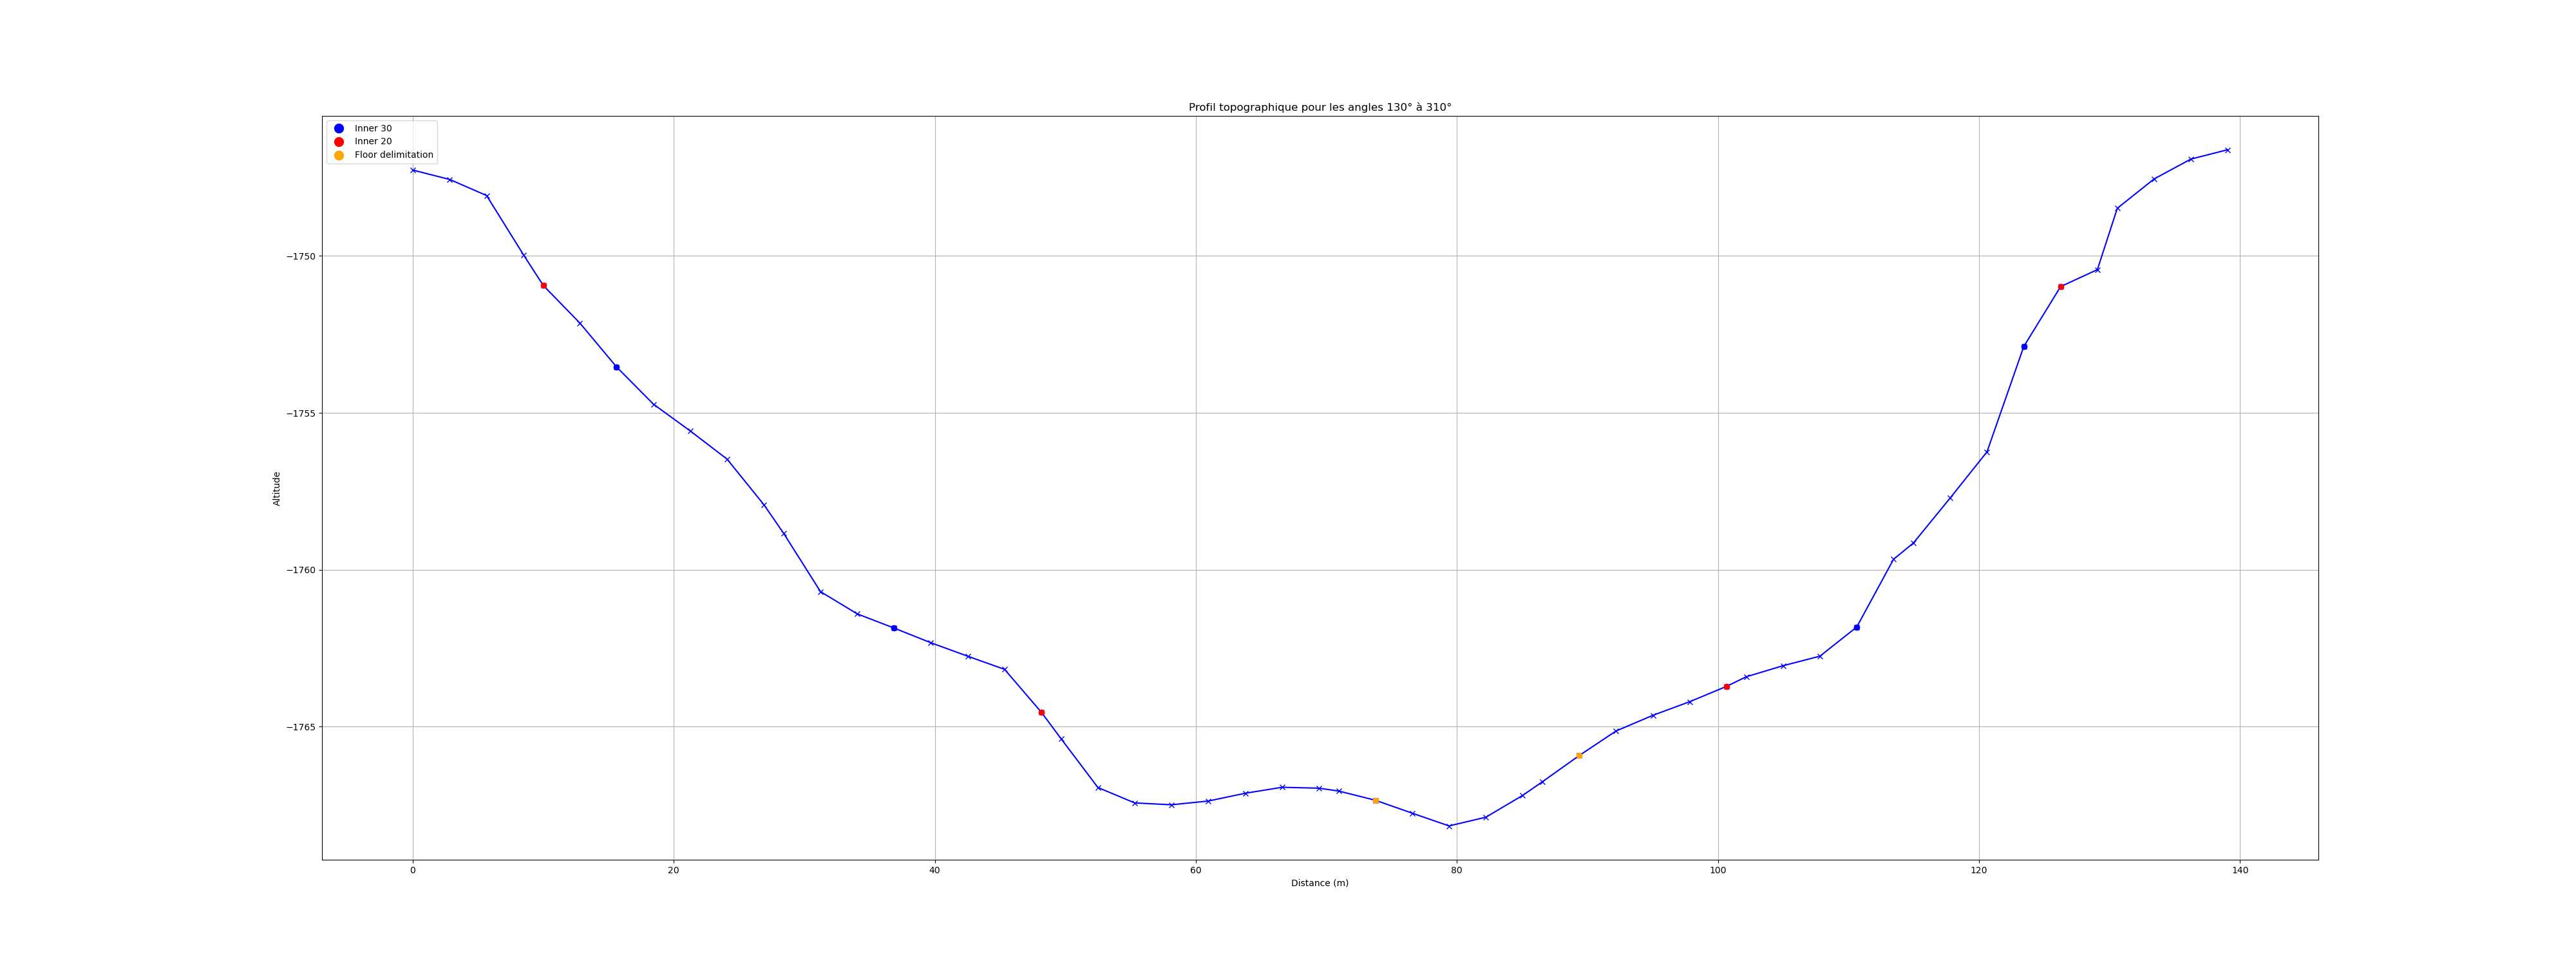 Profil topographique pour les angles 130° à 310°
Inner 30
Inner 20
Floor delimitation
−1750
−1755
−1760
−1765
Altitude
0 20 40 60 80 100 120 140
Distance (m)